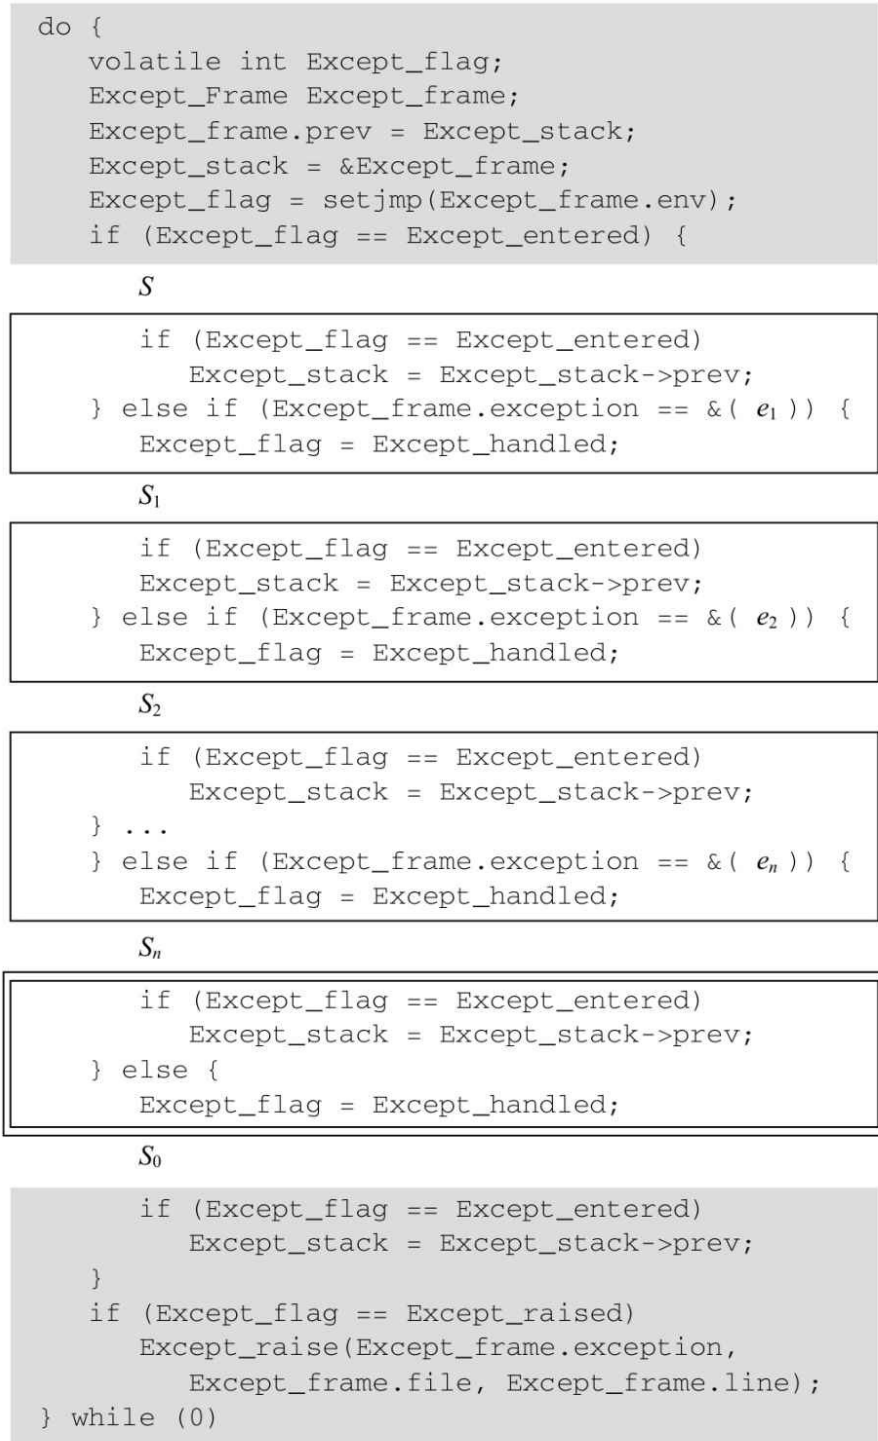 do {
volatile int Except_flag;
Except_Frame Except_frame;
Except_frame.prev = Except_stack;
Except_stack = &Except_frame;
Except_flag = setjmp(Except_frame.env);
if (Except_flag == Except_entered) {
S
if (Except_flag == Except_entered)
Except_stack = Except_stack->prev;
} else if (Except_frame.exception == &( e₁ )) {
Except_flag = Except_handled;
S₁
if (Except_flag == Except_entered)
Except_stack = Except_stack->prev;
} else if (Except_frame.exception == &( e₂ )) {
Except_flag = Except_handled;
S₂
if (Except_flag == Except_entered)
Except_stack = Except_stack->prev;
} ...
} else if (Except_frame.exception == &( eₙ )) {
Except_flag = Except_handled;
Sₙ
if (Except_flag == Except_entered)
Except_stack = Except_stack->prev;
} else {
Except_flag = Except_handled;
S₀
if (Except_flag == Except_entered)
Except_stack = Except_stack->prev;
}
if (Except_flag == Except_raised)
Except_raise(Except_frame.exception,
Except_frame.file, Except_frame.line);
} while (0)